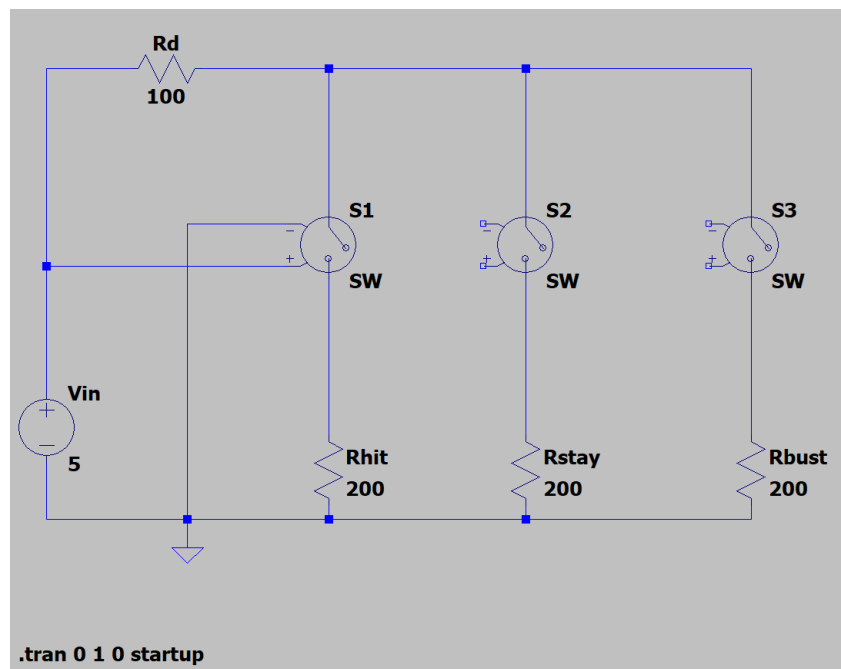 Rd
100
S1
S2
S3
SW
SW
SW
Vin
5
Rhit
200
Rstay
200
Rbust
200
.tran 0 1 0 startup